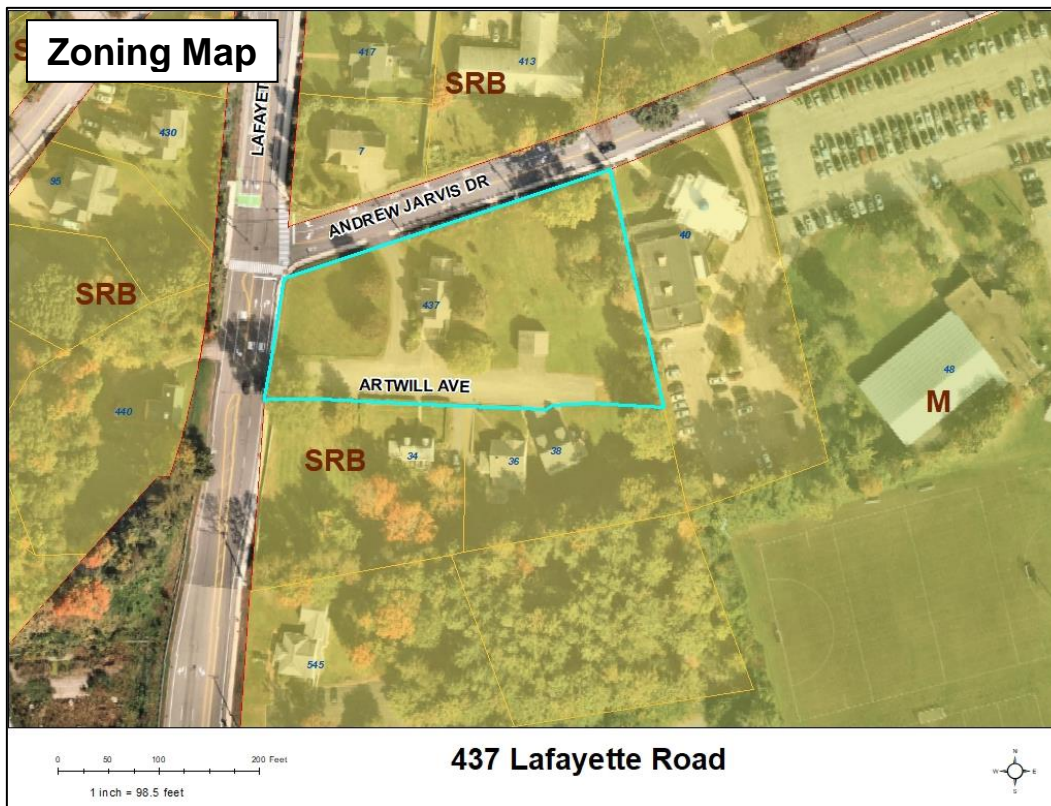 Zoning Map
S
LAFAYET
417
413
SRB
430
7
95
ANDREW JARVIS DR
40
SRB
437
48
M
ARTWILL AVE
440
SRB
34
36
38
545
0 50 100 200 Feet
1 inch = 98.5 feet
437 Lafayette Road
N
W E
S